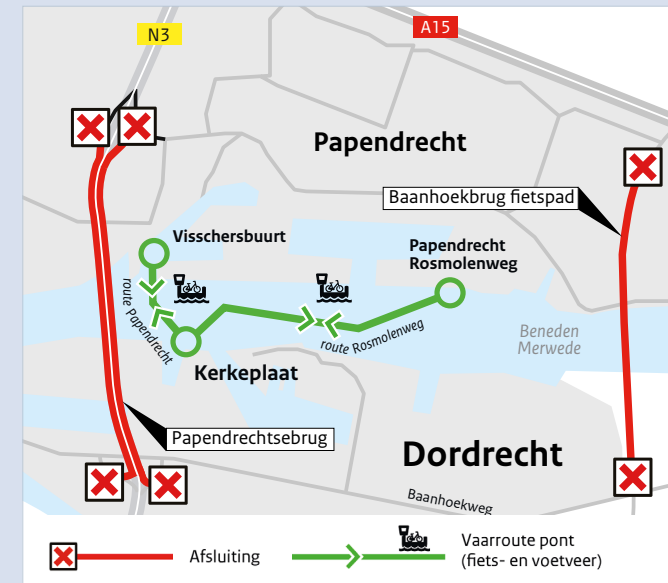 N3
A15
Papendrecht
Baanhoekbrug fietspad
Visschersbuurt
Papendrecht
Rosmolenweg
route Papendrecht
route Rosmolenweg
Beneden
Merwede
Kerkeplaat
Papendrechtsebrug
Dordrecht
Baanhoekweg
Afsluiting
Vaarroute pont
(fiets- en voetveer)